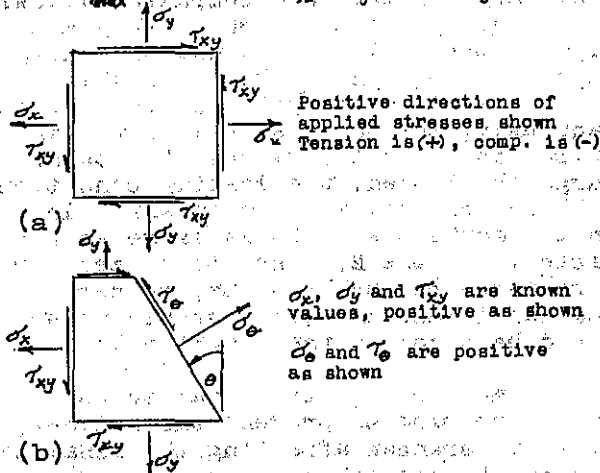 σy
τxy
τxy
σx
Positive directions of
applied stresses shown
Tension is(+), comp. is (-)
σx
τxy
τxy
(a)
σy
σy
τθ
σθ
σx, σy and τxy are known
values, positive as shown
σx
τxy
θ
σθ and τθ are positive
as shown
τxy
(b)
σy